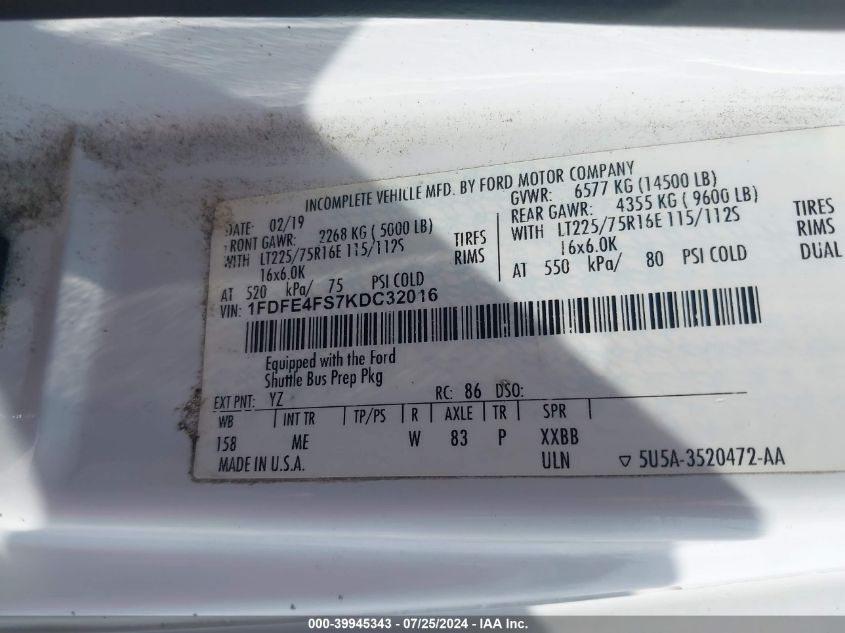 INCOMPLETE VEHICLE MFD. BY FORD MOTOR COMPANY
DATE: 02/19
GVWR: 6577 KG (14500 LB)
FRONT GAWR: 2268 KG ( 5000 LB)
REAR GAWR: 4355 KG ( 9600 LB)
WITH LT225/75R16E 115/112S TIRES
WITH LT225/75R16E 115/112S TIRES
16x6.0K RIMS
16x6.0K RIMS
AT 520 kPa/ 75 PSI COLD
AT 550 kPa/ 80 PSI COLD DUAL
VIN: 1FDFE4FS7KDC32016
Equipped with the Ford
Shuttle Bus Prep Pkg
EXT PNT: YZ RC: 86 DSO:
WB INT TR TP/PS R AXLE TR SPR
158 ME W 83 P XXBB
MADE IN U.S.A. ULN ▽ 5U5A-3520472-AA
000-39945343 / 07/25/2024 / IAA Inc.